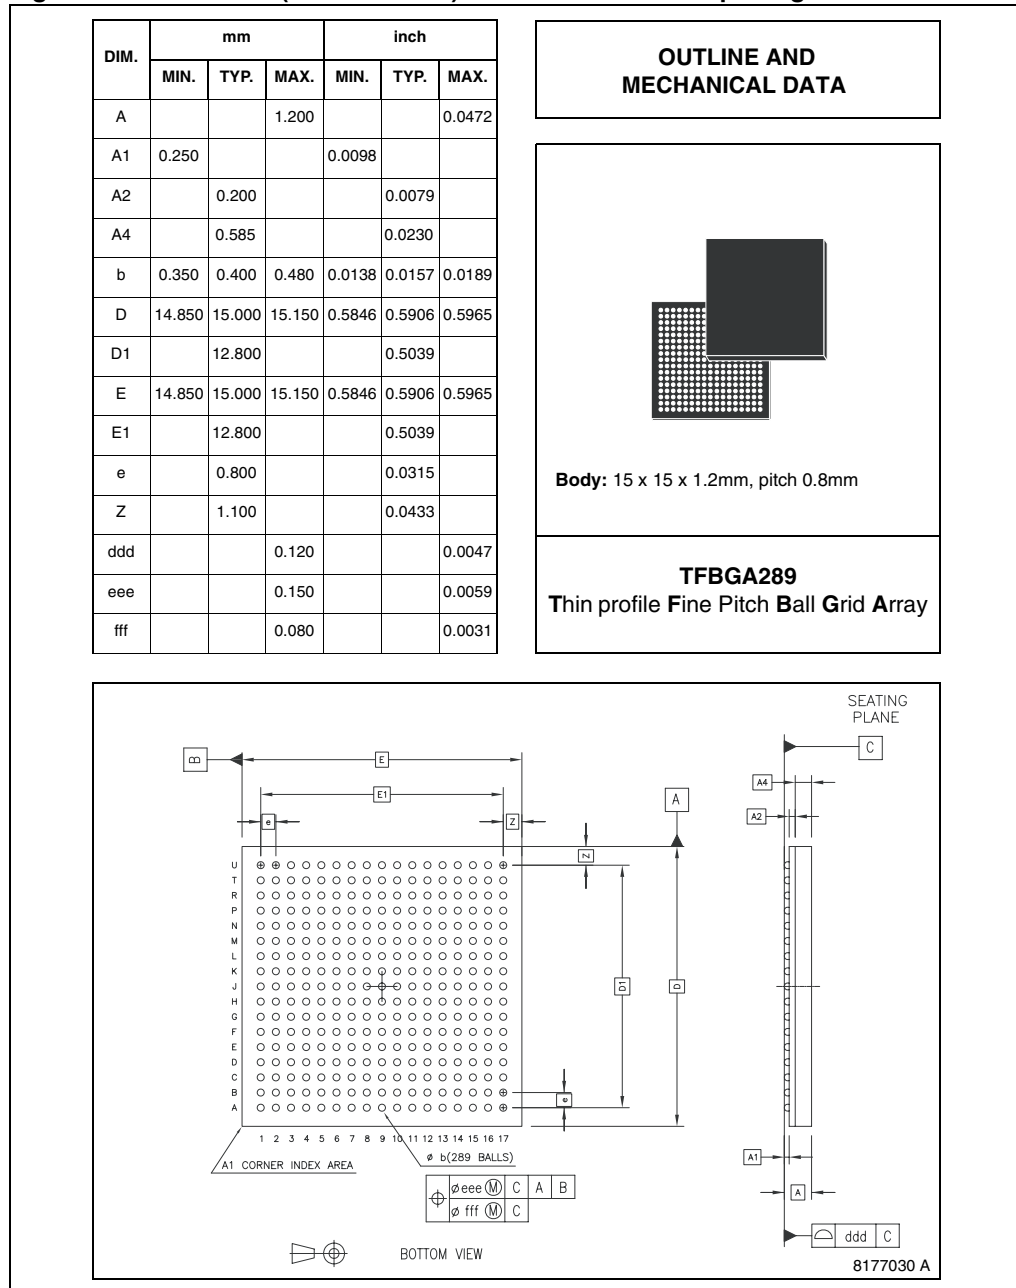 DIM. mm inch
MIN. TYP. MAX. MIN. TYP. MAX.
A 1.200 0.0472
A1 0.250 0.0098
A2 0.200 0.0079
A4 0.585 0.0230
b 0.350 0.400 0.480 0.0138 0.0157 0.0189
D 14.850 15.000 15.150 0.5846 0.5906 0.5965
D1 12.800 0.5039
E 14.850 15.000 15.150 0.5846 0.5906 0.5965
E1 12.800 0.5039
e 0.800 0.0315
Z 1.100 0.0433
ddd 0.120 0.0047
eee 0.150 0.0059
fff 0.080 0.0031
OUTLINE AND
MECHANICAL DATA
Body: 15 x 15 x 1.2mm, pitch 0.8mm
TFBGA289
Thin profile Fine Pitch Ball Grid Array
SEATING
PLANE
C
B
E
E1
e
Z
A
Z
A4
A2
U
T
R
P
N
M
L
K
J
H
G
F
E
D
C
B
A
D1
D
e
1 2 3 4 5 6 7 8 9 10 11 12 13 14 15 16 17
A1 CORNER INDEX AREA
ø b(289 BALLS)
ø eee Ⓜ C A B
ø fff Ⓜ C
A1
A
ddd C
BOTTOM VIEW
8177030 A